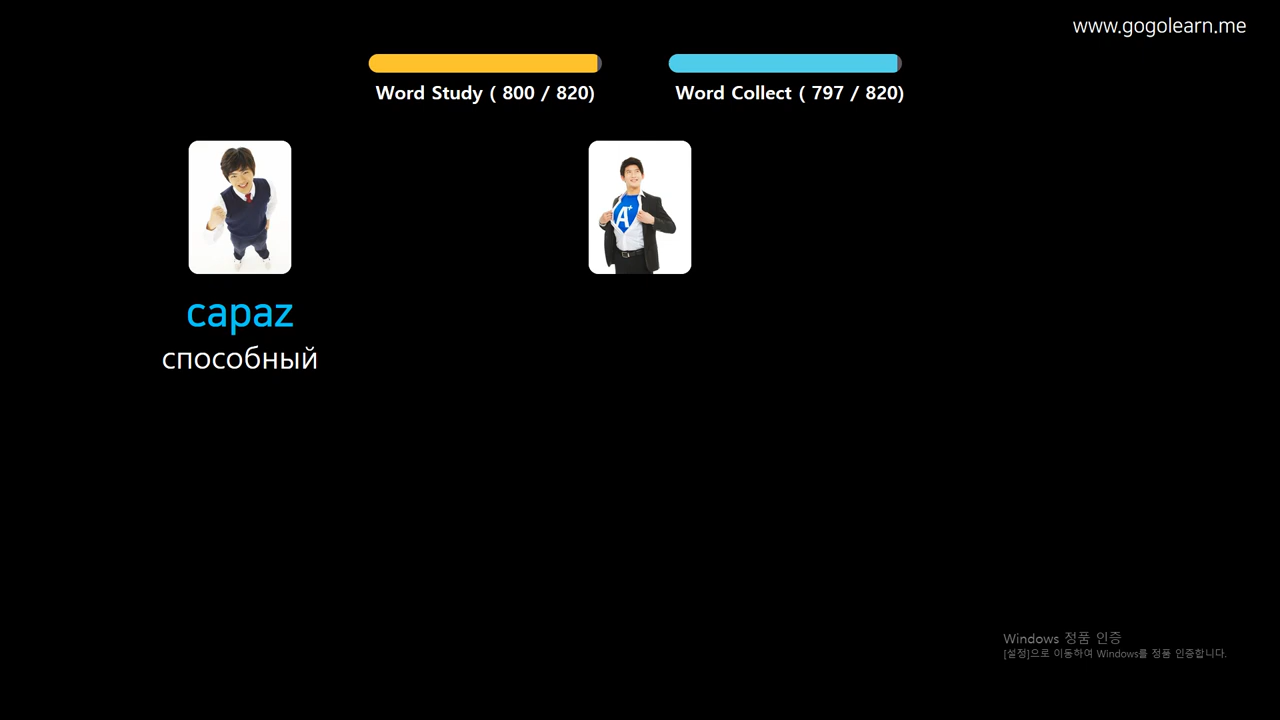 www.gogolearn.me
Word Study ( 800 / 820)
Word Collect ( 797 / 820)
A+
capaz
способный
Windows 정품 인증
[설정]으로 이동하여 Windows를 정품 인증합니다.